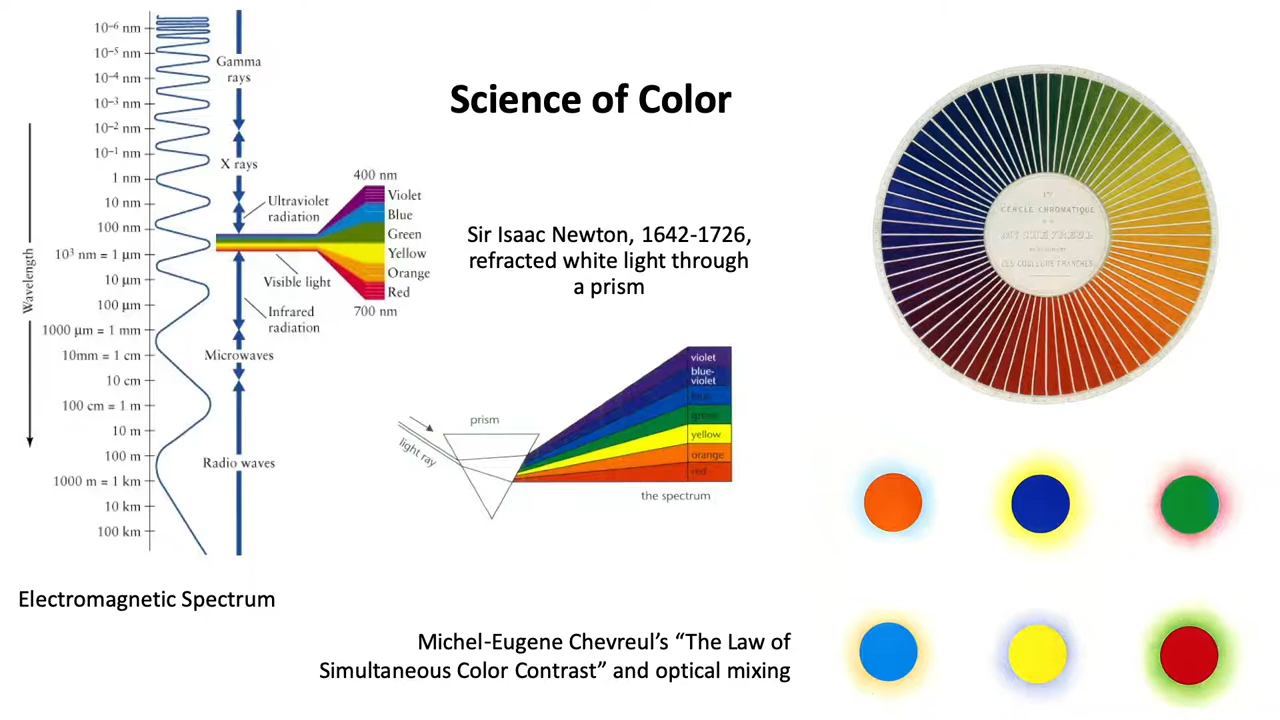 Science of Color
10⁻⁶ nm
10⁻⁵ nm
10⁻⁴ nm
10⁻³ nm
10⁻² nm
10⁻¹ nm
1 nm
10 nm
100 nm
10³ nm = 1 µm
10 µm
100 µm
1000 µm = 1 mm
10mm = 1 cm
10 cm
100 cm = 1 m
10 m
100 m
1000 m = 1 km
10 km
100 km
Wavelength
Gamma
rays
X rays
Ultraviolet
radiation
Visible light
Infrared
radiation
Microwaves
Radio waves
400 nm
Violet
Blue
Green
Yellow
Orange
Red
700 nm
Electromagnetic Spectrum
Sir Isaac Newton, 1642-1726,
refracted white light through
a prism
prism
light ray
violet
blue-
violet
blue
green
yellow
orange
red
the spectrum
CERCLE CHROMATIQUE
CHEVREUL
DES COULEURS FRANCHES
Michel-Eugene Chevreul’s “The Law of
Simultaneous Color Contrast” and optical mixing